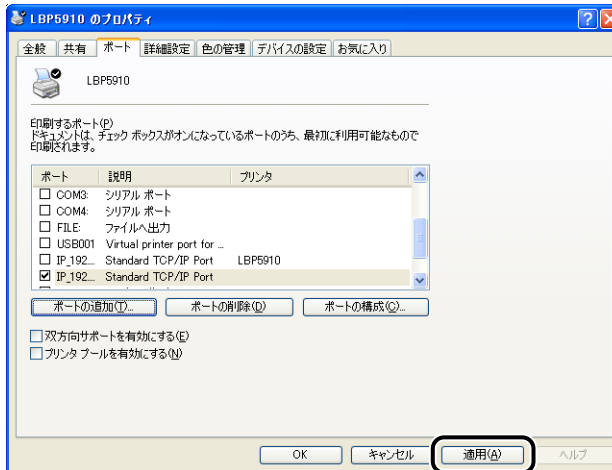 LBP5910 のプロパティ
全般 共有 ポート 詳細設定 色の管理 デバイスの設定 お気に入り
LBP5910
印刷するポート(P)
ドキュメントは、チェック ボックスがオンになっているポートのうち、最初に利用可能なもので
印刷されます。
ポート 説明 プリンタ
COM3: シリアル ポート
COM4: シリアル ポート
FILE: ファイルへ出力
USB001 Virtual printer port for ...
IP_192... Standard TCP/IP Port LBP5910
IP_192... Standard TCP/IP Port
ポートの追加(T)... ポートの削除(D) ポートの構成(C)...
双方向サポートを有効にする(E)
プリンタ プールを有効にする(N)
OK キャンセル 適用(A) ヘルプ